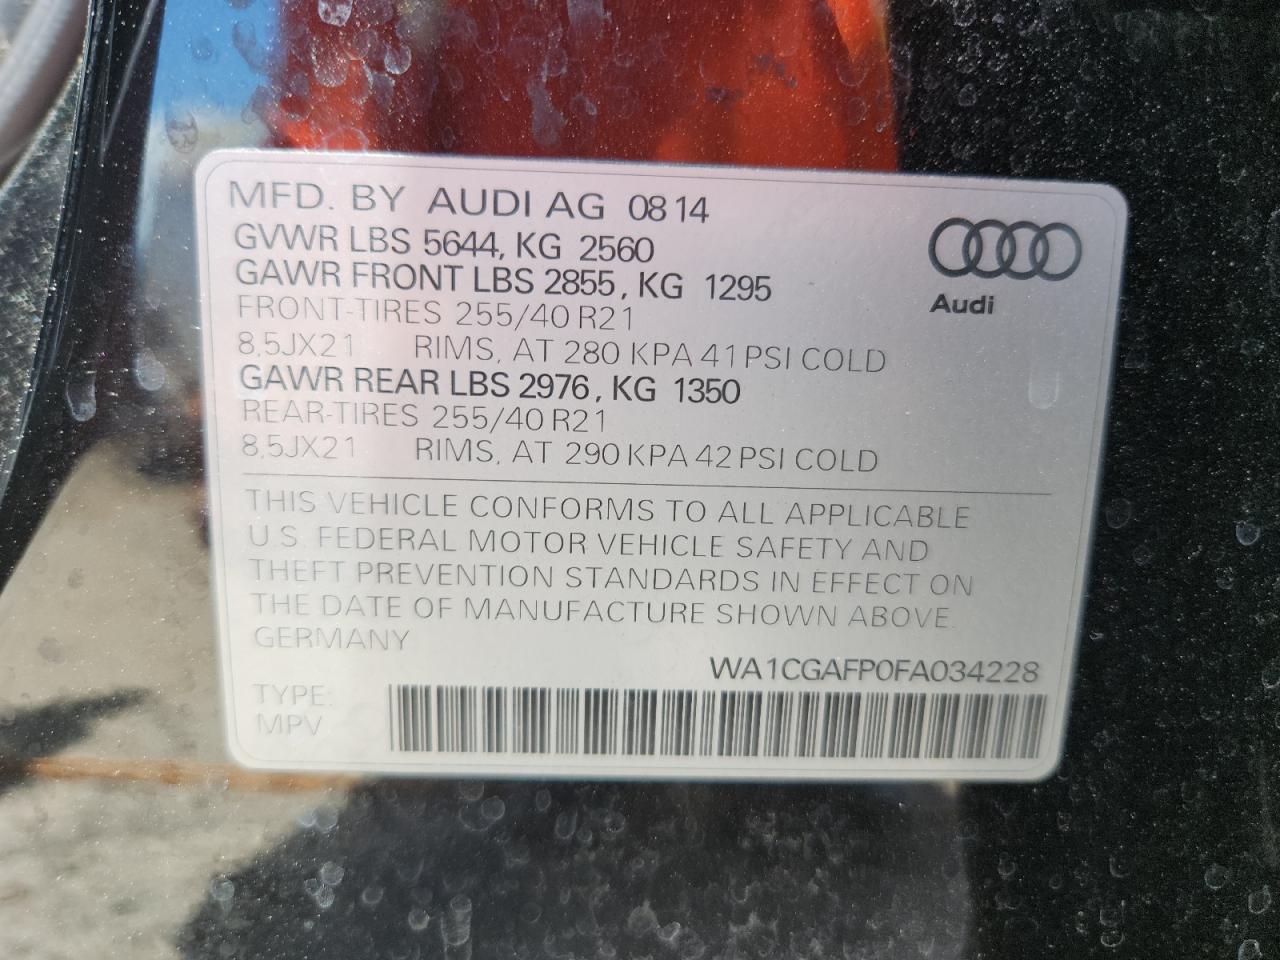 MFD. BY AUDI AG 0814
GVWR LBS 5644, KG 2560
GAWR FRONT LBS 2855, KG 1295
FRONT-TIRES 255/40 R21
8,5JX21 RIMS, AT 280 KPA 41 PSI COLD
GAWR REAR LBS 2976, KG 1350
REAR-TIRES 255/40 R21
8,5JX21 RIMS, AT 290 KPA 42 PSI COLD
Audi
THIS VEHICLE CONFORMS TO ALL APPLICABLE
U.S. FEDERAL MOTOR VEHICLE SAFETY AND
THEFT PREVENTION STANDARDS IN EFFECT ON
THE DATE OF MANUFACTURE SHOWN ABOVE.
GERMANY
WA1CGAFP0FA034228
TYPE:
MPV